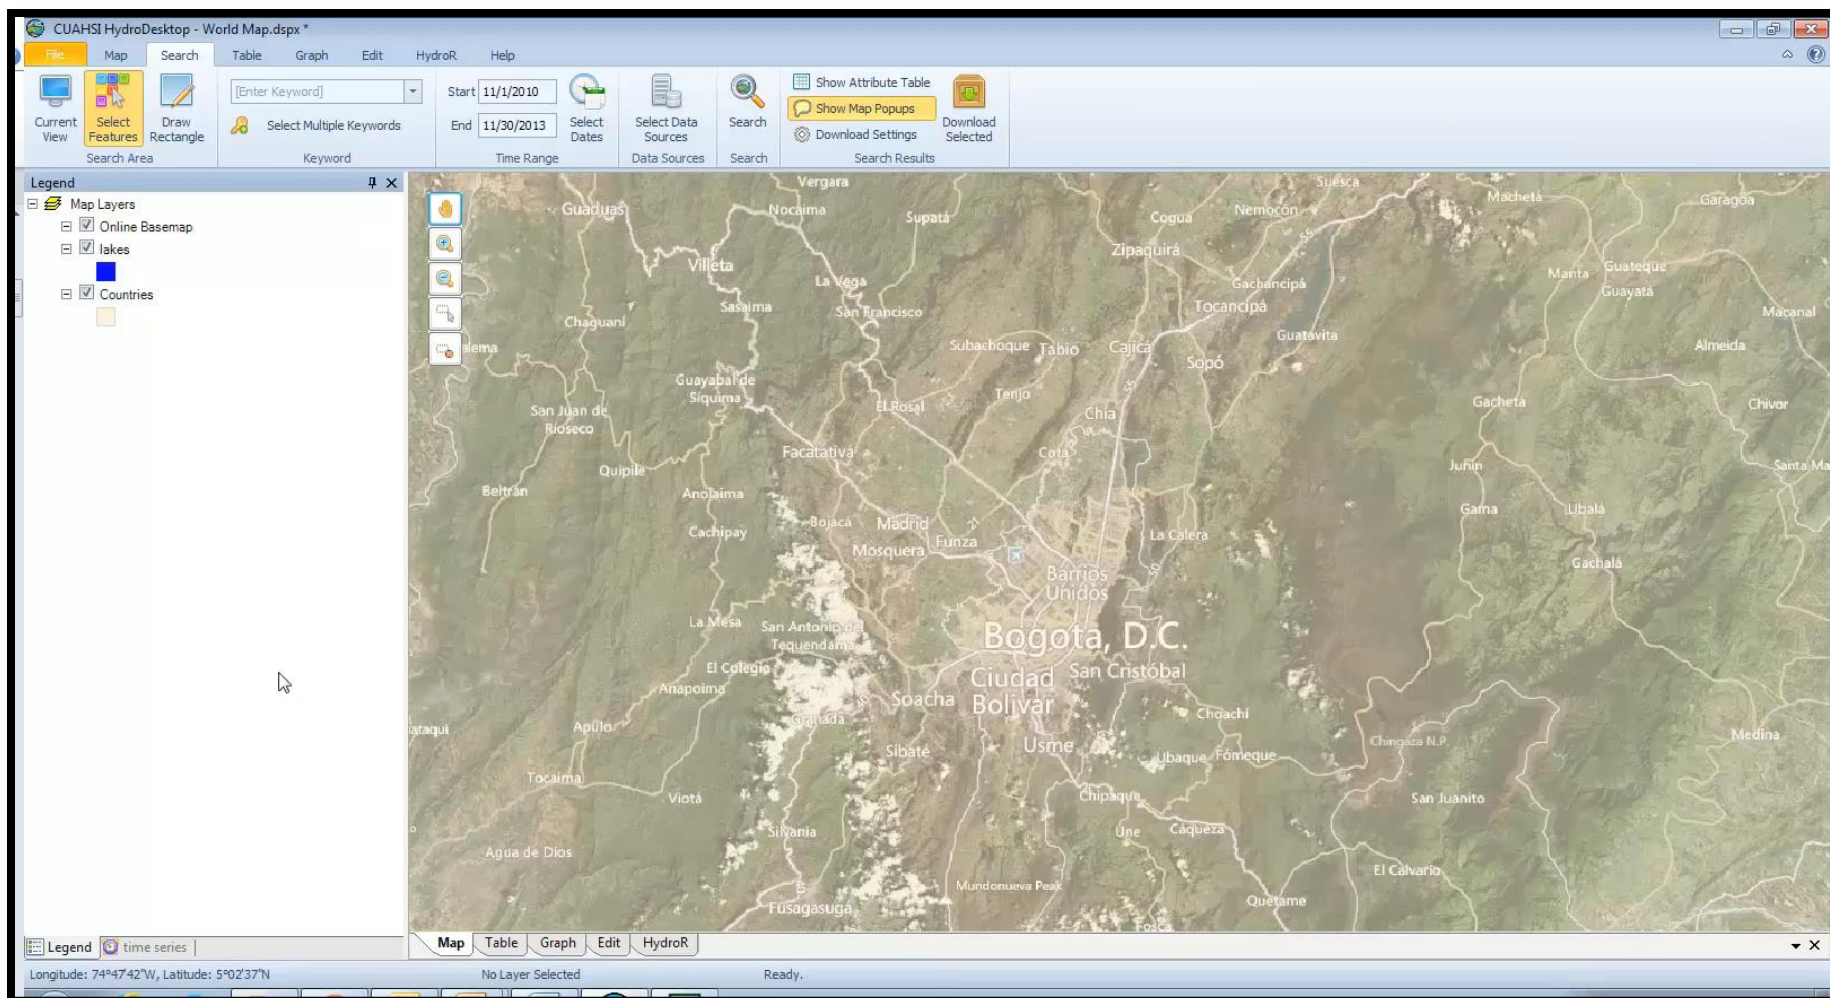 CUAHSI HydroDesktop - World Map.dspx *
File Map Search Table Graph Edit HydroR Help
Current View
Select Features
Draw Rectangle
Search Area
[Enter Keyword]
Select Multiple Keywords
Keyword
Start 11/1/2010
End 11/30/2013
Select Dates
Time Range
Select Data Sources
Data Sources
Search
Search
Show Attribute Table
Show Map Popups
Download Settings
Download Selected
Search Results
Legend
Map Layers
Online Basemap
lakes
Countries
Vergara
Suesca
Guaduas
Nocaima
Supatá
Cogua
Nemocón
Machetá
Garagoa
55
Zipaquirá
Villeta
La Vega
Gachancipá
Manta
Guateque
Guayatá
Sasaima
San Francisco
Tocancipá
Macanal
Chaguaní
Guatavita
alema
Subachoque
Tabio
Cajicá
Sopó
Almeida
Guayabal de
Síquima
55
Tenjo
San Juan de
Rioseco
El Rosal
Chía
Gacheta
Chivor
Facatativá
Cota
Junín
Santa Ma
Quipile
Beltrán
Anolaima
Gama
Ubalá
Bojacá
Madrid
Cachipay
Mosquera
Funza
La Calera
Gachalá
Barrios
Unidos
50
La Mesa
San Antonio del
Tequendama
Bogota, D.C.
El Colegio
Ciudad
Bolivar
San Cristóbal
Anapoima
Soacha
Granada
Choachí
ataqui
Apulo
Sibaté
Usme
Ubaque
Fómeque
Chingaza N.P.
Medina
Tocaima
Viotá
Chipaque
San Juanito
Silvania
Une
Cáqueza
Agua de Dios
El Calvario
Mundonueva Peak
Quetame
Fusagasuga
Fosca
Legend time series
Map Table Graph Edit HydroR
Longitude: 74°47'42"W, Latitude: 5°02'37"N No Layer Selected Ready.